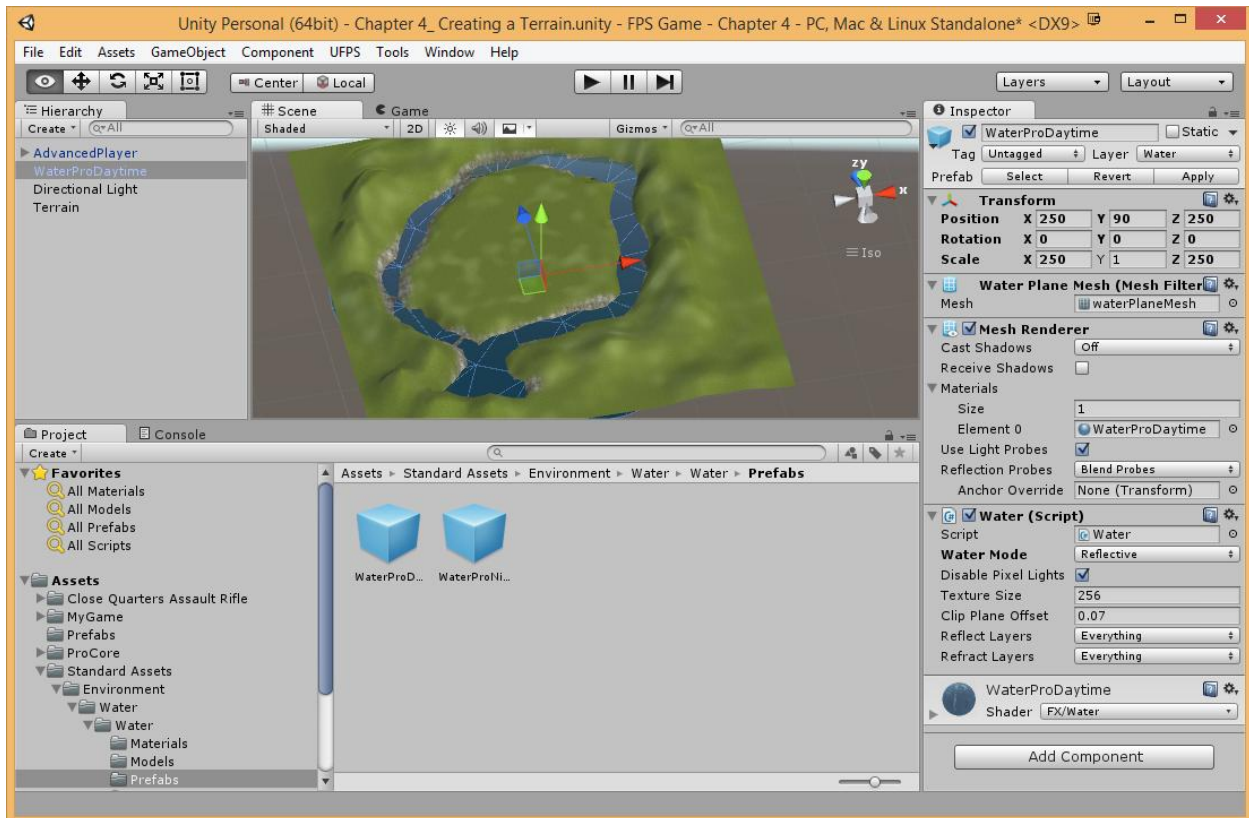 Unity Personal (64bit) - Chapter 4_ Creating a Terrain.unity - FPS Game - Chapter 4 - PC, Mac & Linux Standalone* <DX9>
File Edit Assets GameObject Component UFPS Tools Window Help
Center Local Layers Layout
Hierarchy
Create All
AdvancedPlayer
WaterProDaytime
Directional Light
Terrain
Scene Game
Shaded 2D Gizmos All
zy
x
Iso
Project Console
Create
Favorites
All Materials
All Models
All Prefabs
All Scripts
Assets
Close Quarters Assault Rifle
MyGame
Prefabs
ProCore
Standard Assets
Environment
Water
Water
Materials
Models
Prefabs
Assets Standard Assets Environment Water Water Prefabs
WaterProD... WaterProNi...
Inspector
WaterProDaytime Static
Tag Untagged Layer Water
Prefab Select Revert Apply
Transform
Position X 250 Y 90 Z 250
Rotation X 0 Y 0 Z 0
Scale X 250 Y 1 Z 250
Water Plane Mesh (Mesh Filter
Mesh waterPlaneMesh
Mesh Renderer
Cast Shadows Off
Receive Shadows
Materials
Size 1
Element 0 WaterProDaytime
Use Light Probes
Reflection Probes Blend Probes
Anchor Override None (Transform)
Water (Script)
Script Water
Water Mode Reflective
Disable Pixel Lights
Texture Size 256
Clip Plane Offset 0.07
Reflect Layers Everything
Refract Layers Everything
WaterProDaytime
Shader FX/Water
Add Component